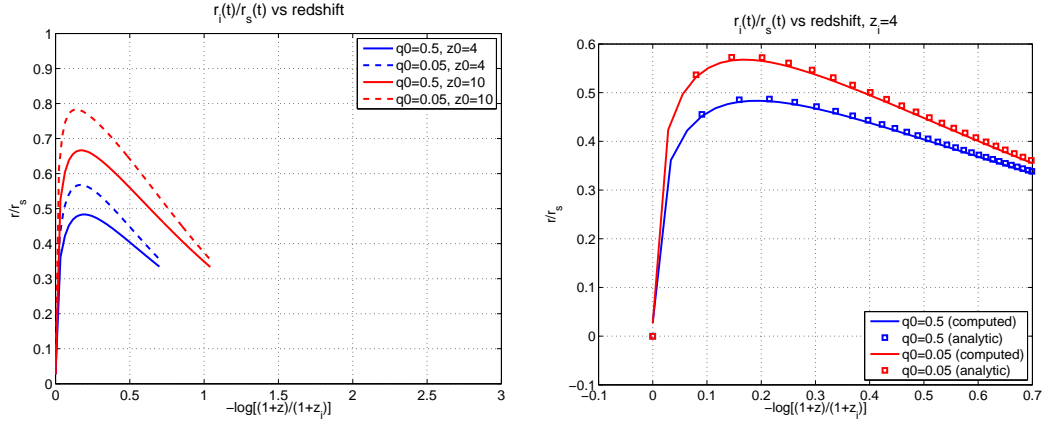 r_i(t)/r_s(t) vs redshift
1
0.9
0.8
0.7
0.6
0.5
0.4
0.3
0.2
0.1
0
r/r_s
0 0.5 1 1.5 2 2.5 3
−log[(1+z)/(1+z_i)]
q0=0.5, z0=4
q0=0.05, z0=4
q0=0.5, z0=10
q0=0.05, z0=10
r_i(t)/r_s(t) vs redshift, z_i=4
0.6
0.5
0.4
0.3
0.2
0.1
0
−0.1
r/r_s
−0.1 0 0.1 0.2 0.3 0.4 0.5 0.6 0.7
−log[(1+z)/(1+z_i)]
q0=0.5 (computed)
q0=0.5 (analytic)
q0=0.05 (computed)
q0=0.05 (analytic)